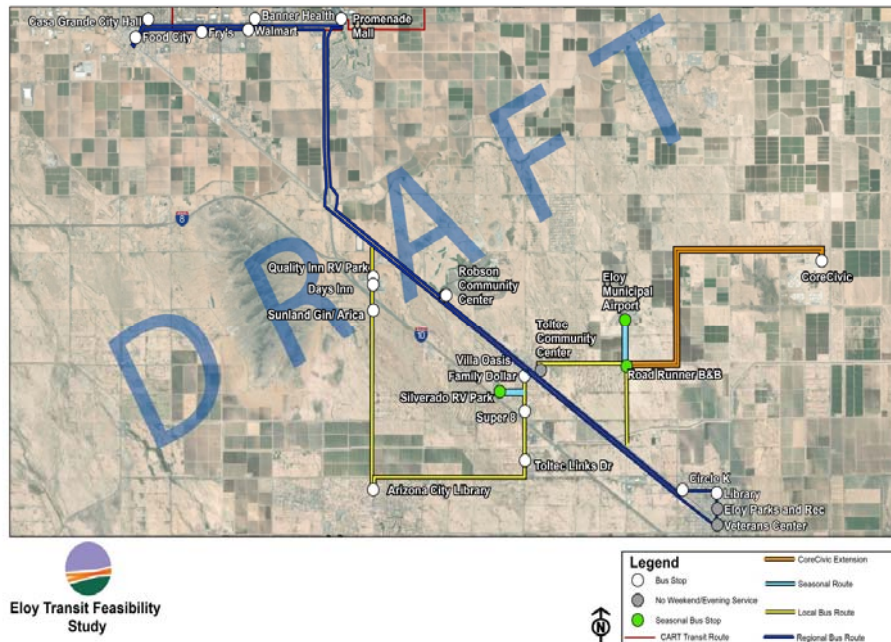 Casa Grande City Hall
Banner Health
Promenade
Mall
Food City
Fry's
Walmart
DRAFT
8
Quality Inn RV Park
Days Inn
Sunland Gin/ Arica
Robson
Community
Center
Eloy
Municipal
Airport
CoreCivic
10
Toltec
Community
Center
Villa Oasis
Family Dollar
Silverado RV Park
Road Runner B&B
Super 8
Toltec Links Dr
Arizona City Library
Circle K
Library
Eloy Parks and Rec
Veterans Center
Eloy Transit Feasibility
Study
N
Legend
Bus Stop
No Weekend/Evening Service
Seasonal Bus Stop
CART Transit Route
CoreCivic Extension
Seasonal Route
Local Bus Route
Regional Bus Route